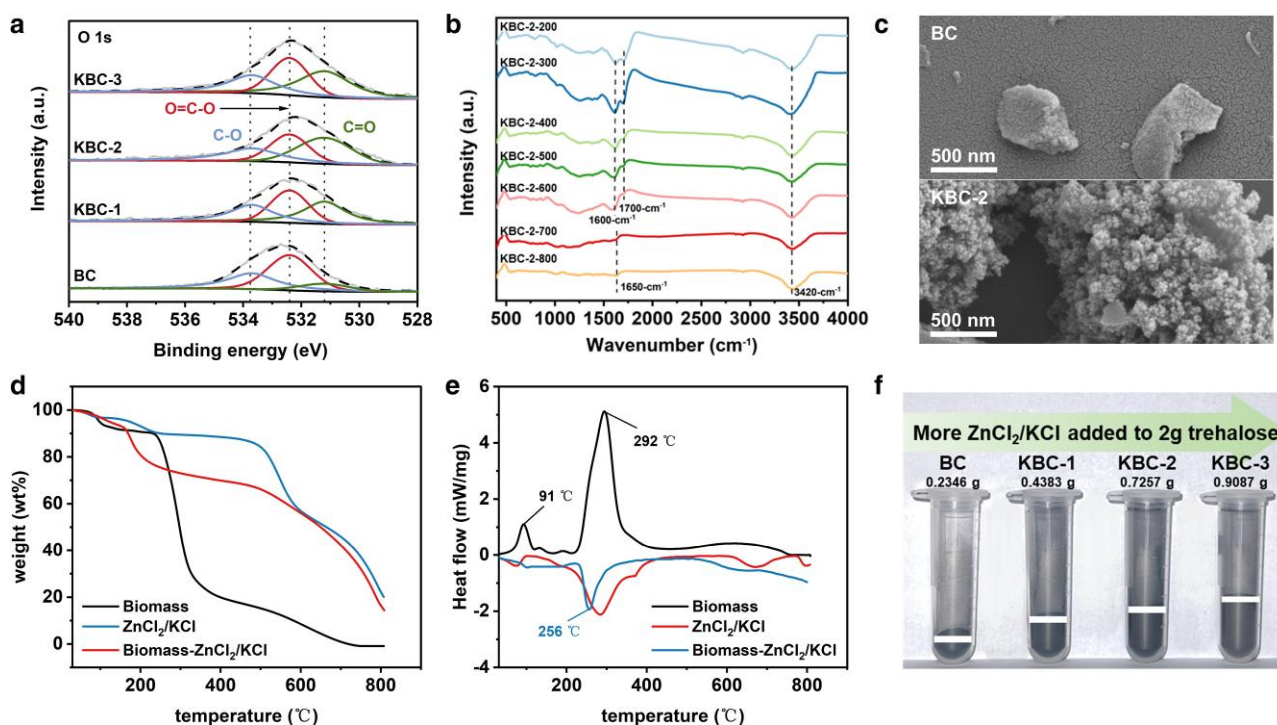 a
O 1s
KBC-3
O=C-O
C-O
C=O
KBC-2
KBC-1
BC
Intensity (a.u.)
540 538 536 534 532 530 528
Binding energy (eV)
b
KBC-2-200
KBC-2-300
KBC-2-400
KBC-2-500
KBC-2-600
1700-cm⁻¹
1600-cm⁻¹
KBC-2-700
KBC-2-800
1650-cm⁻¹
3420-cm⁻¹
Intensity (a.u.)
500 1000 1500 2000 2500 3000 3500 4000
Wavenumber (cm⁻¹)
c
BC
500 nm
KBC-2
500 nm
d
100
80
60
40
20
0
weight (wt%)
Biomass
ZnCl₂/KCl
Biomass-ZnCl₂/KCl
200 400 600 800
temperature (℃)
e
6
4
2
0
-2
-4
Heat flow (mW/mg)
292 ℃
91 ℃
256 ℃
Biomass
ZnCl₂/KCl
Biomass-ZnCl₂/KCl
0 200 400 600 800
temperature (℃)
f
More ZnCl₂/KCl added to 2g trehalose
BC KBC-1 KBC-2 KBC-3
0.2346 g 0.4383 g 0.7257 g 0.9087 g